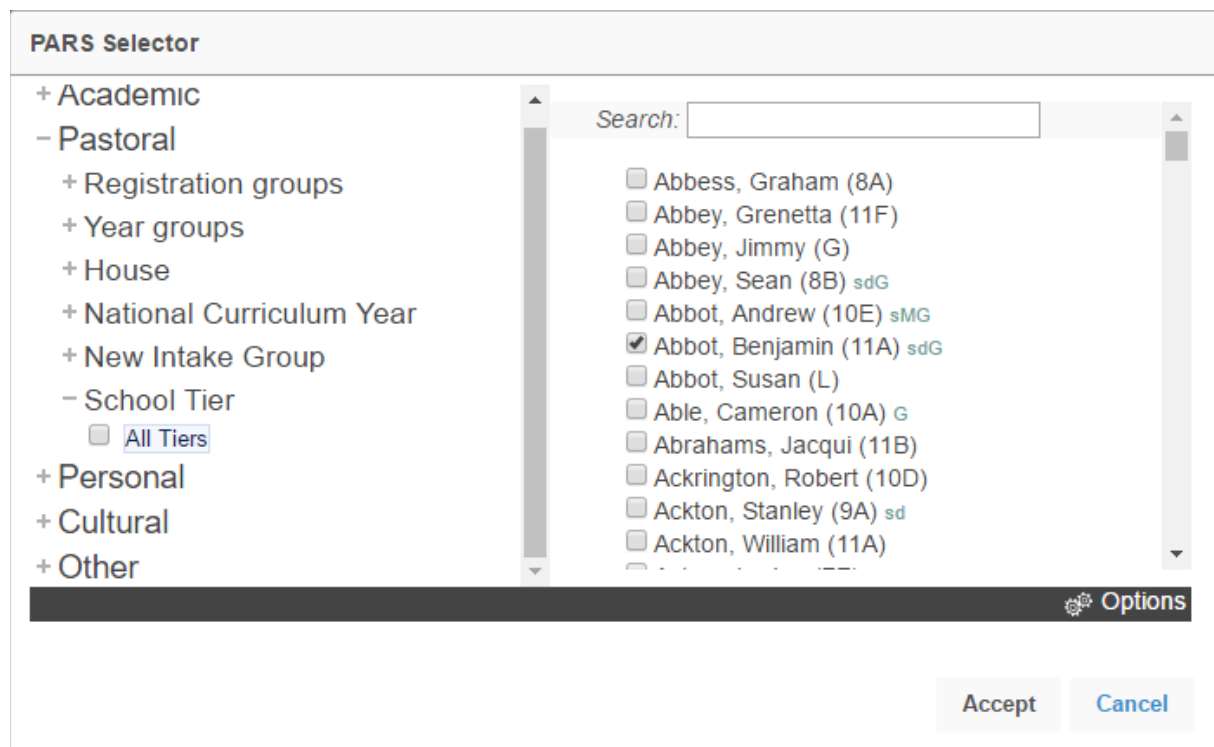 PARS Selector
+ Academic
− Pastoral
+ Registration groups
+ Year groups
+ House
+ National Curriculum Year
+ New Intake Group
− School Tier
All Tiers
+ Personal
+ Cultural
+ Other
Search:
Abbess, Graham (8A)
Abbey, Grenetta (11F)
Abbey, Jimmy (G)
Abbey, Sean (8B) sdG
Abbot, Andrew (10E) sMG
Abbot, Benjamin (11A) sdG
Abbot, Susan (L)
Able, Cameron (10A) G
Abrahams, Jacqui (11B)
Ackrington, Robert (10D)
Ackton, Stanley (9A) sd
Ackton, William (11A)
Options
Accept Cancel